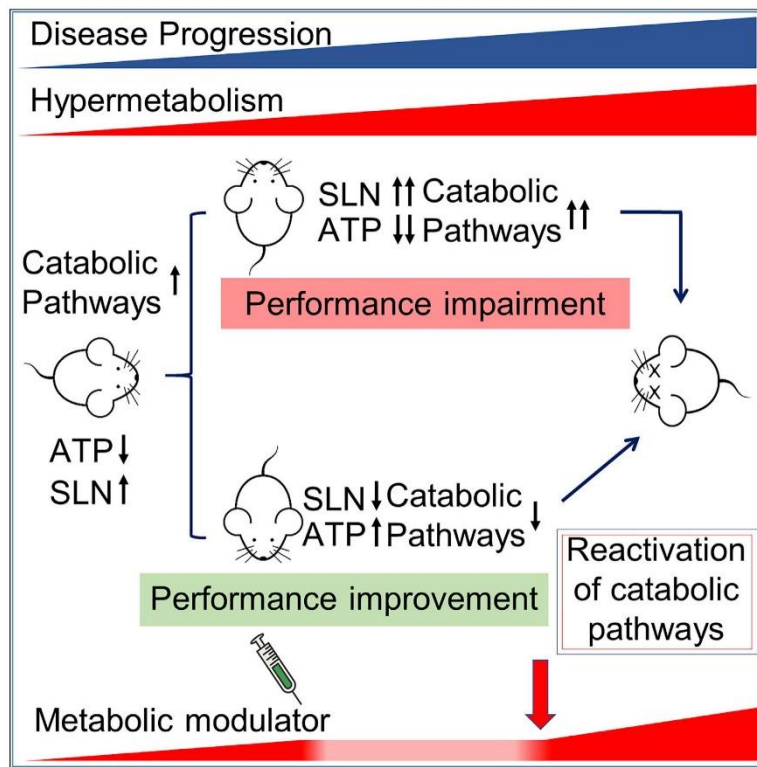 Disease Progression
Hypermetabolism
SLN ↑↑ Catabolic
ATP ↓↓ Pathways ↑↑
Catabolic
Pathways ↑
Performance impairment
ATP ↓
SLN ↑
SLN ↓ Catabolic
ATP ↑ Pathways ↓
Performance improvement
Reactivation
of catabolic
pathways
Metabolic modulator